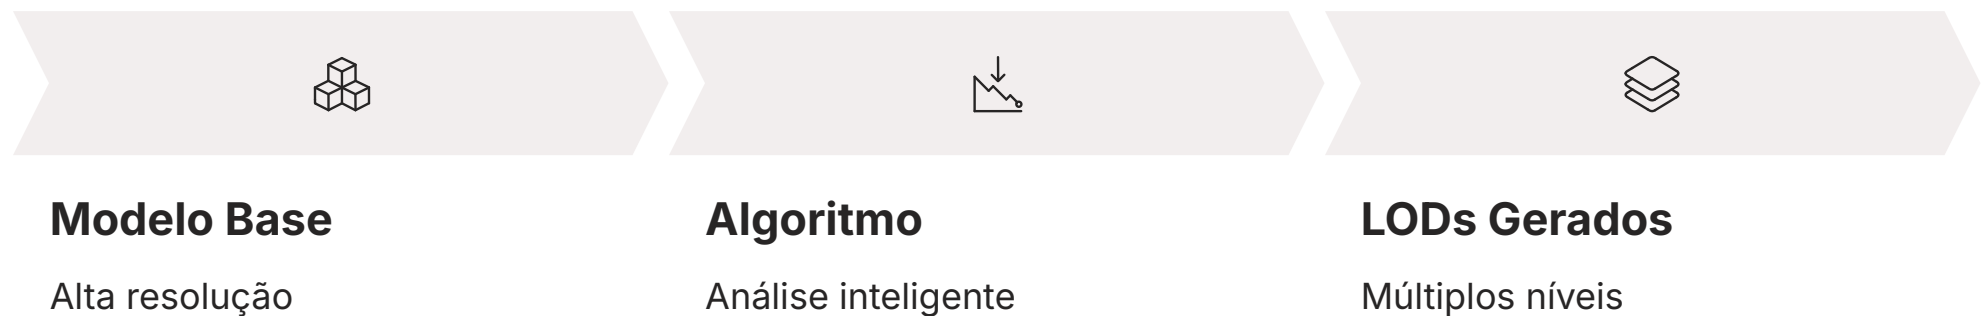 Modelo Base
Alta resolução
Algoritmo
Análise inteligente
LODs Gerados
Múltiplos níveis